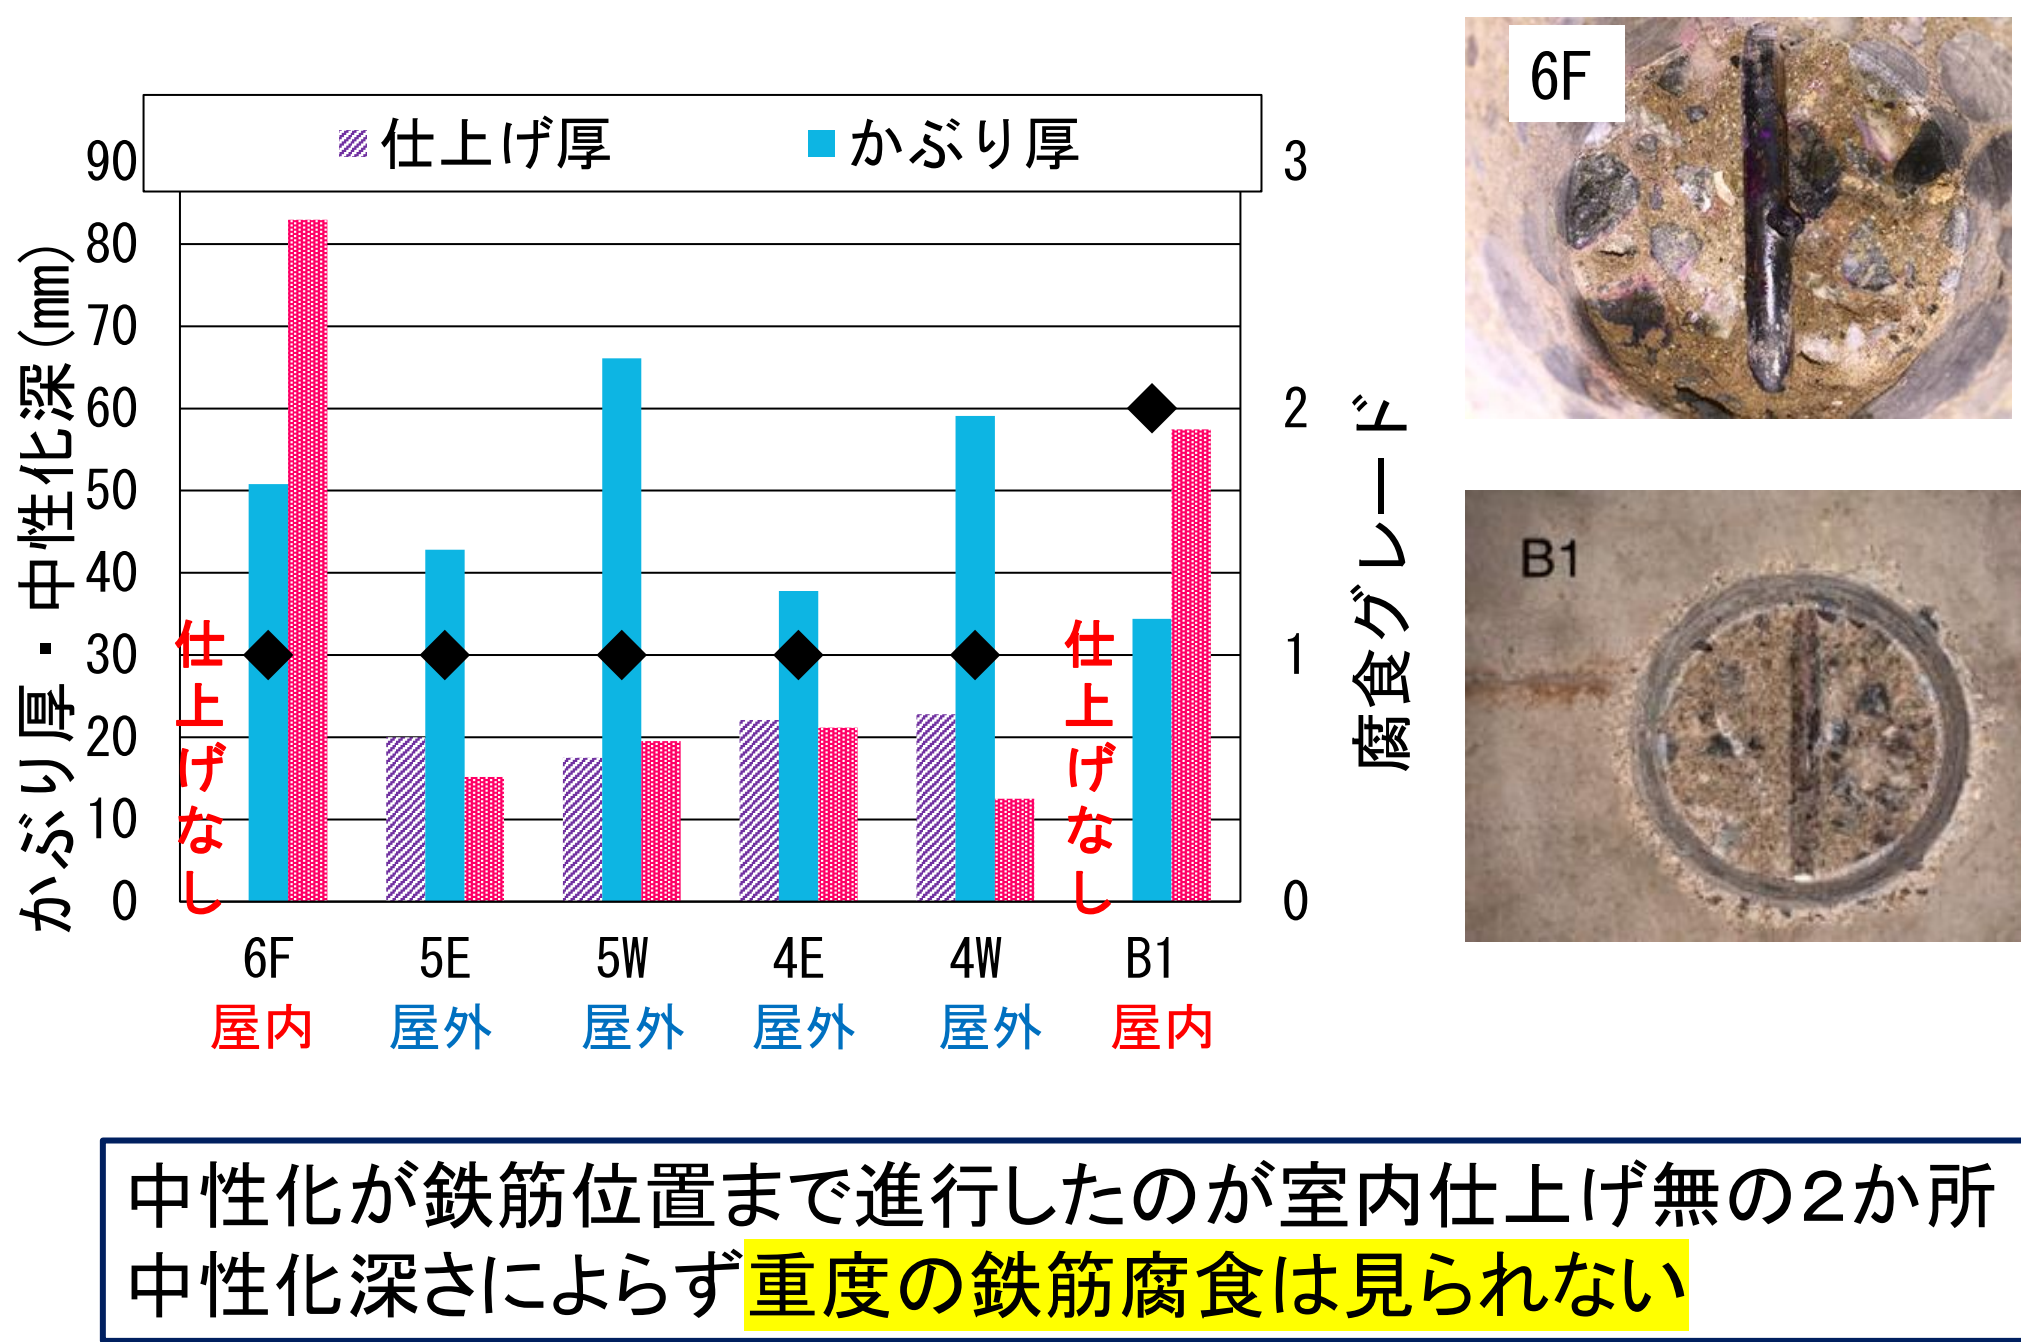 仕上げ厚 かぶり厚
かぶり厚・中性化深(㎜)
90
80
70
60
50
40
30
20
10
0
仕上げなし
仕上げなし
3
2
1
0
腐食グレード
6F 5E 5W 4E 4W B1
屋内 屋外 屋外 屋外 屋外 屋内
6F
B1
中性化が鉄筋位置まで進行したのが室内仕上げ無の2か所
中性化深さによらず重度の鉄筋腐食は見られない